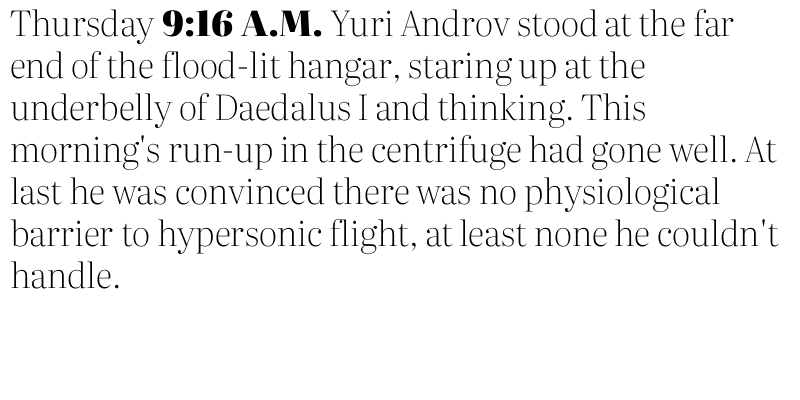 Thursday 9:16 A.M. Yuri Androv stood at the far
end of the flood-lit hangar, staring up at the
underbelly of Daedalus I and thinking. This
morning's run-up in the centrifuge had gone well. At
last he was convinced there was no physiological
barrier to hypersonic flight, at least none he couldn't
handle.